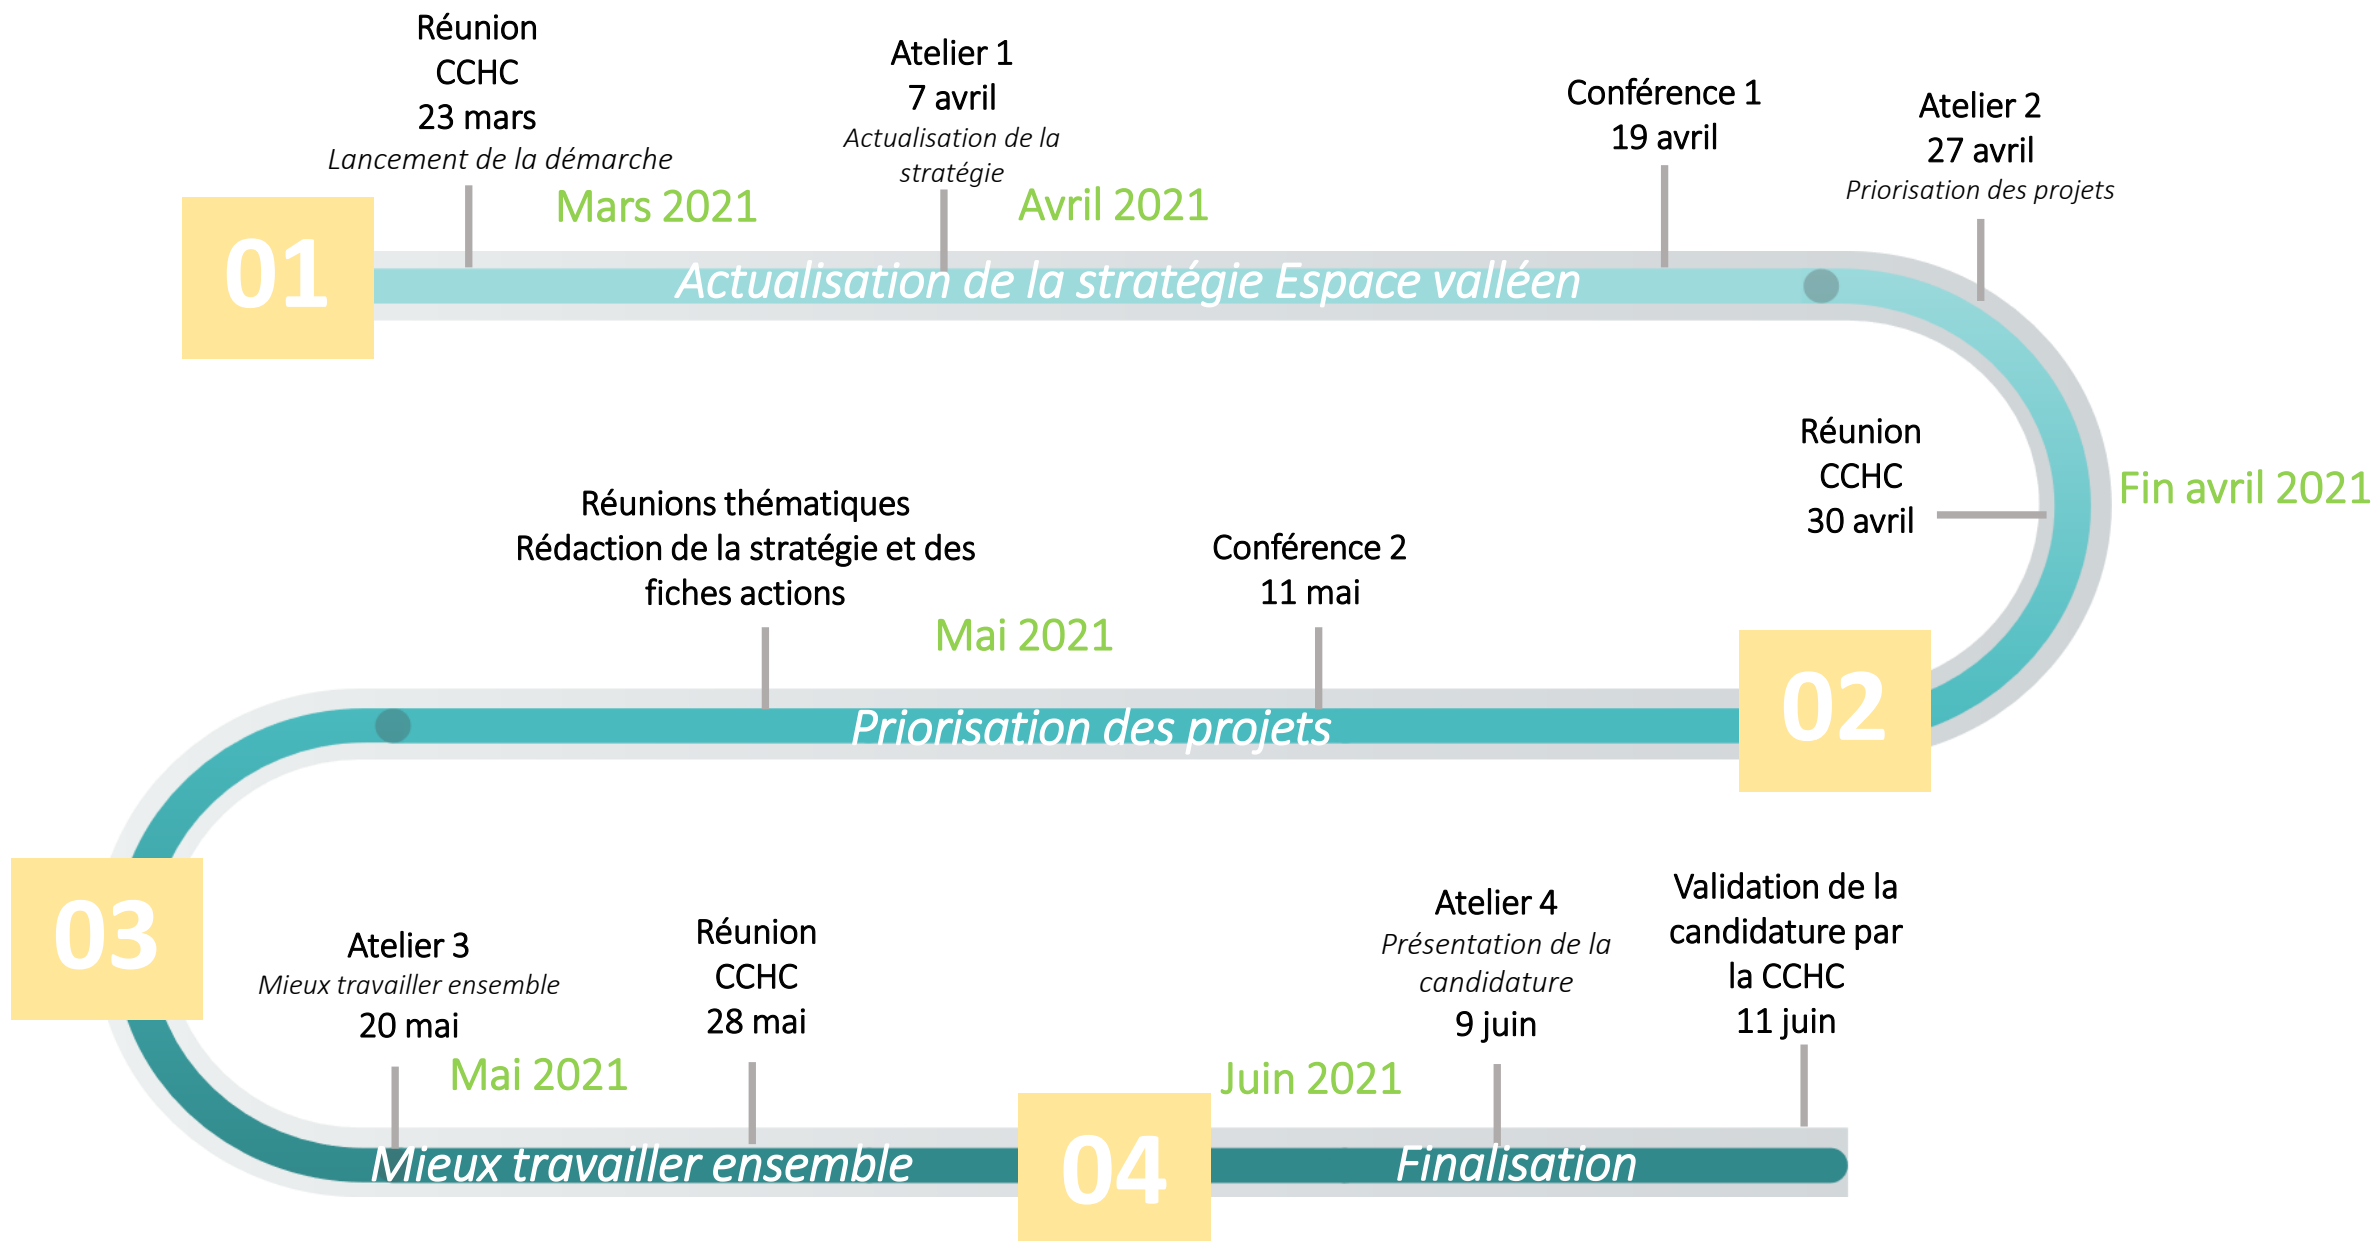 Réunion
CCHC
23 mars
Lancement de la démarche
Atelier 1
7 avril
Actualisation de la
stratégie
Conférence 1
19 avril
Atelier 2
27 avril
Priorisation des projets
Mars 2021
Avril 2021
01
Actualisation de la stratégie Espace valléen
Réunion
CCHC
30 avril
Fin avril 2021
Réunions thématiques
Rédaction de la stratégie et des
fiches actions
Conférence 2
11 mai
Mai 2021
02
Priorisation des projets
03
Atelier 3
Mieux travailler ensemble
20 mai
Réunion
CCHC
28 mai
Atelier 4
Présentation de la
candidature
9 juin
Validation de la
candidature par
la CCHC
11 juin
Mai 2021
Juin 2021
Mieux travailler ensemble
04
Finalisation